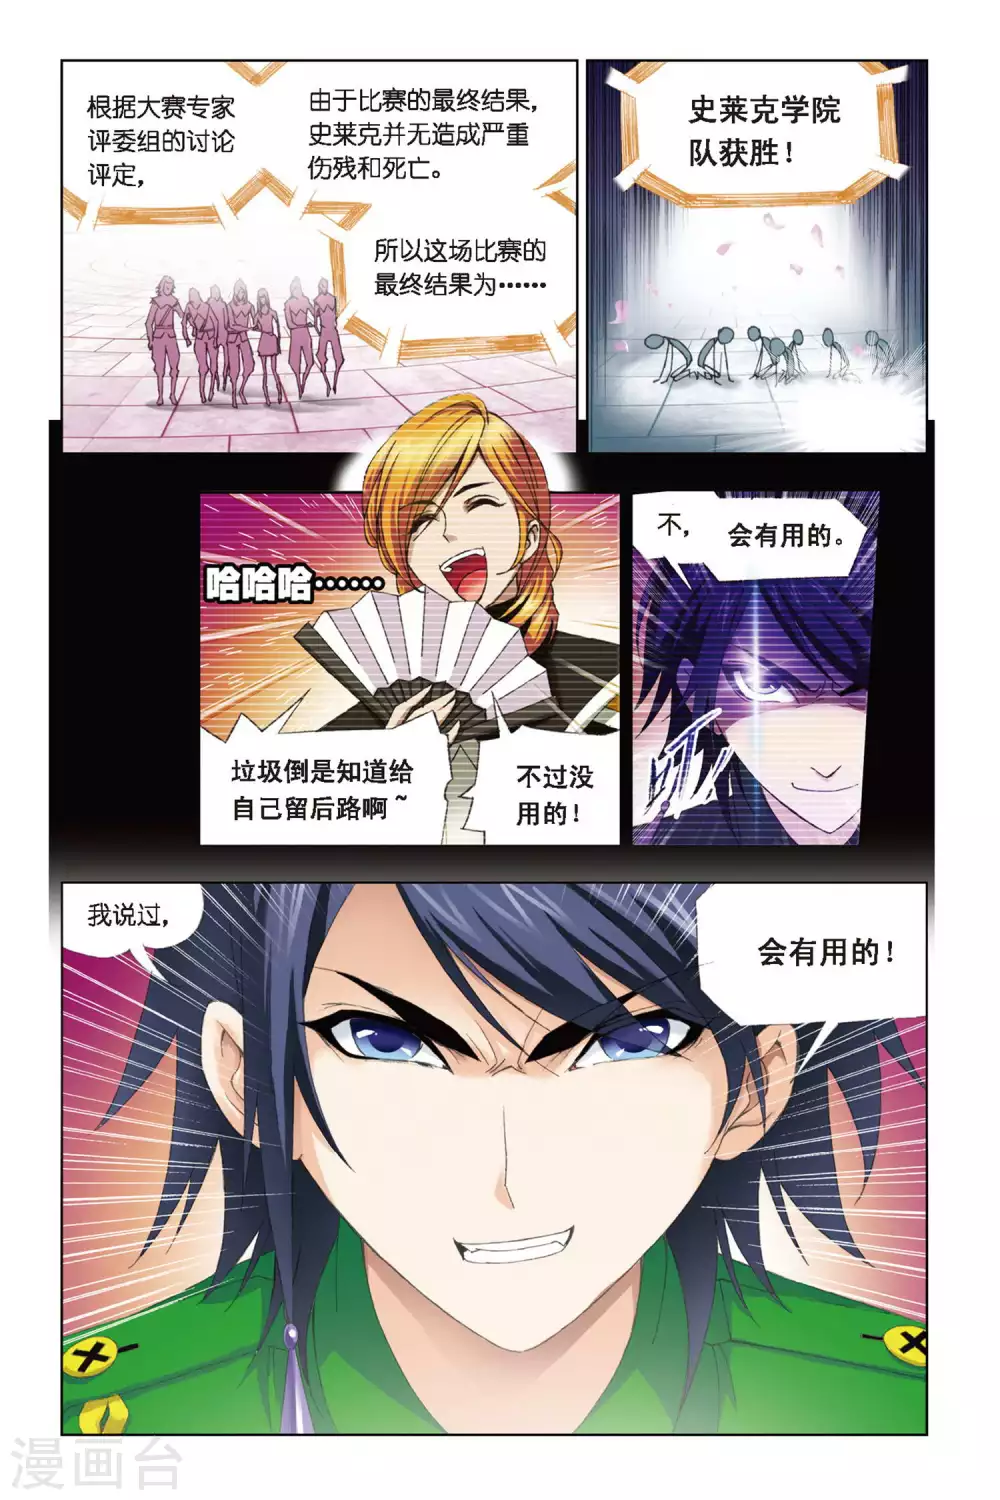 根据大赛专家
评委组的讨论
评定，
由于比赛的最终结果，
史莱克并无造成严重
伤残和死亡。
所以这场比赛的
最终结果为……
史莱克学院
队获胜！
哈哈哈……
垃圾倒是知道给
自己留后路啊~
不过没
用的！
不，
会有用的。
我说过，
会有用的！
漫画台